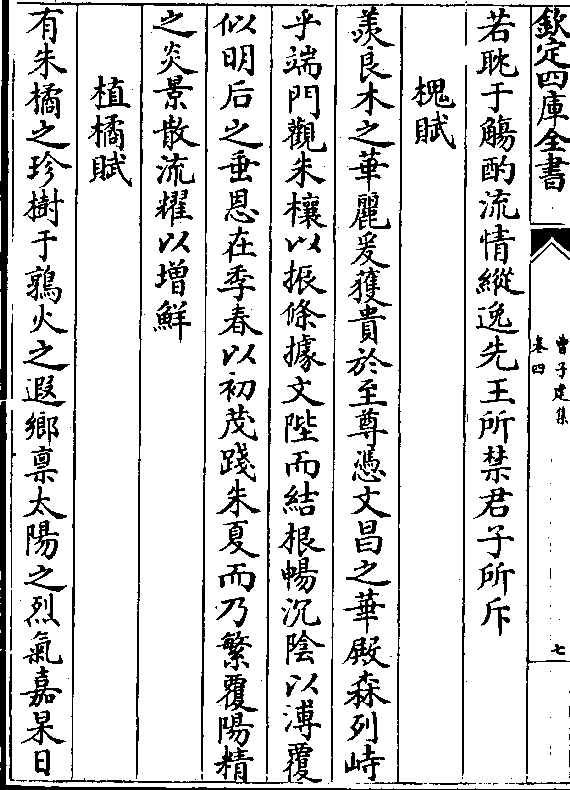 欽定四庫全書
曹子建集
卷四
七
若耽于觴酌流情縱逸先王所禁君子所斥
槐賦
羨良木之華麗爰獲貴於至尊憑文昌之華殿森列峙
乎端門觀朱榱以振條據文陛而結根暢沉陰以溥覆
似明后之垂恩在季春以初茂踐朱夏而乃繁覆陽精
之炎景散流耀以增鮮
植橘賦
有朱橘之珍樹于鶉火之遐鄉禀太陽之烈氣嘉杲日